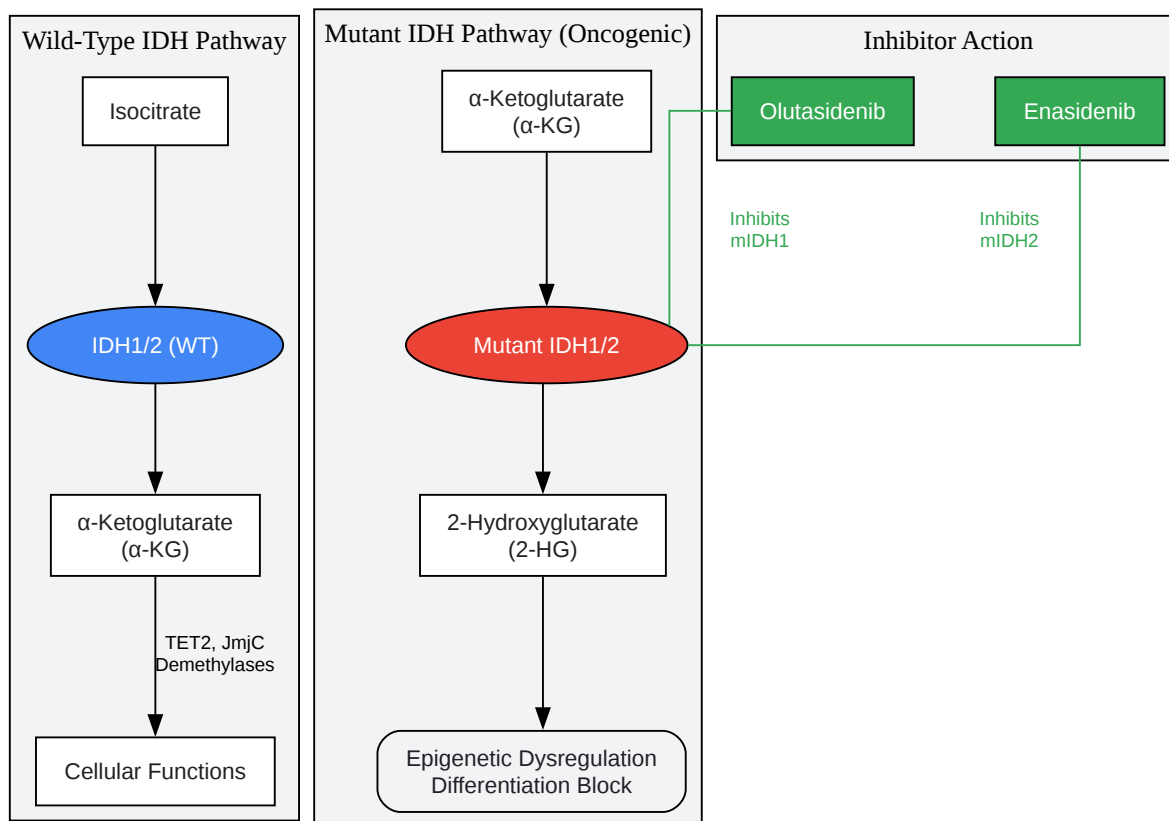 Wild-Type IDH Pathway
Isocitrate
IDH1/2 (WT)
α-Ketoglutarate
(α-KG)
TET2, JmjC
Demethylases
Cellular Functions
Mutant IDH Pathway (Oncogenic)
α-Ketoglutarate
(α-KG)
Mutant IDH1/2
2-Hydroxyglutarate
(2-HG)
Epigenetic Dysregulation
Differentiation Block
Inhibitor Action
Olutasidenib
Enasidenib
Inhibits
mIDH1
Inhibits
mIDH2